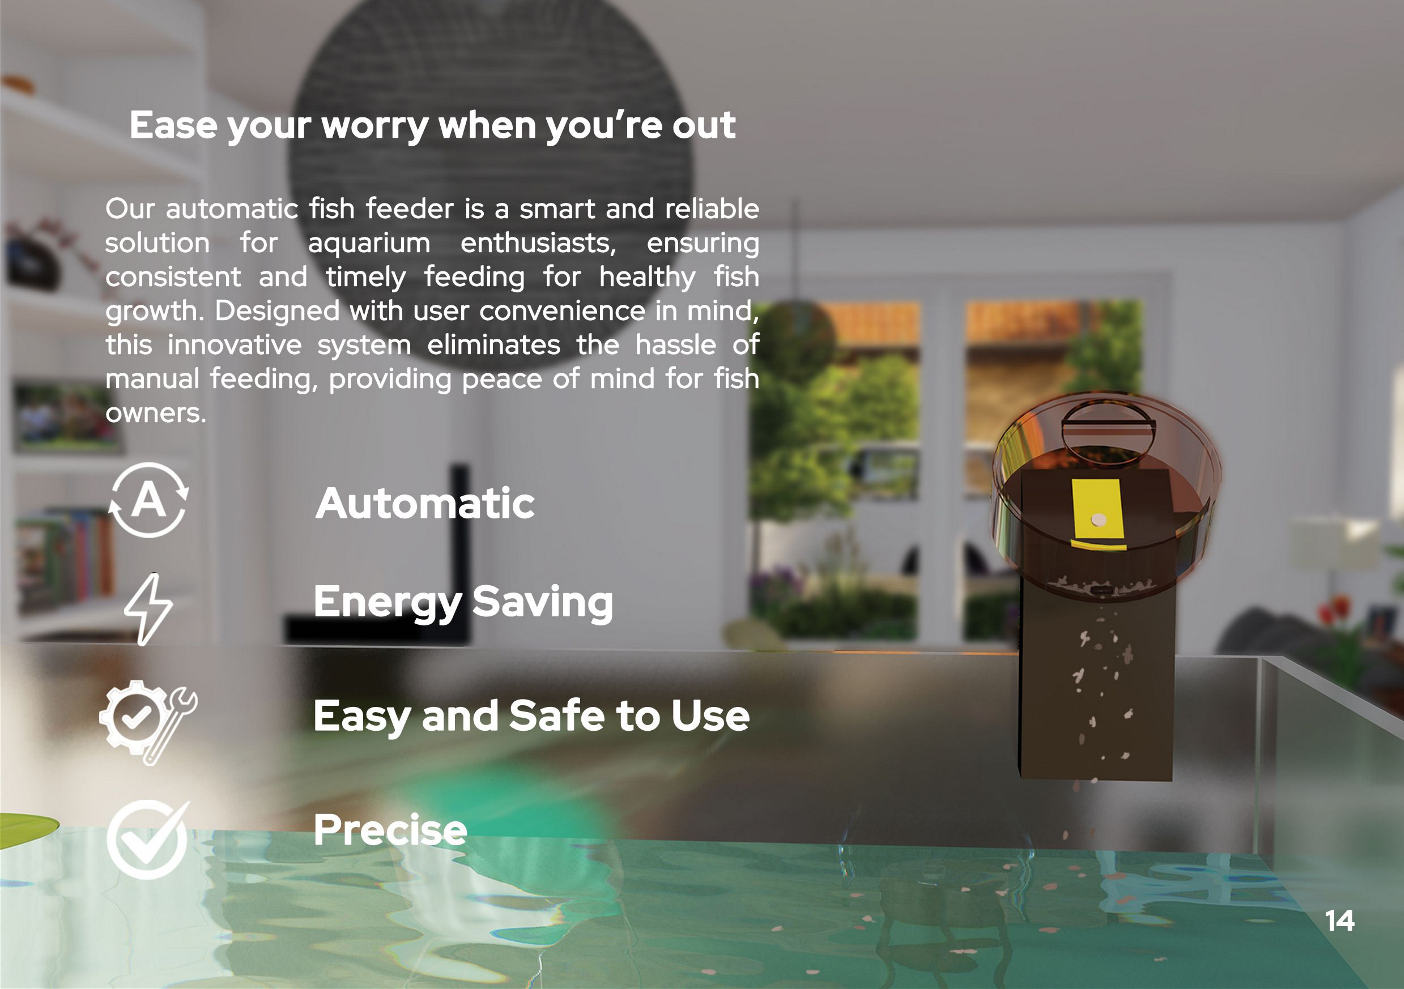 Ease your worry when you’re out
Our automatic fish feeder is a smart and reliable
solution for aquarium enthusiasts, ensuring
consistent and timely feeding for healthy fish
growth. Designed with user convenience in mind,
this innovative system eliminates the hassle of
manual feeding, providing peace of mind for fish
owners.
A
Automatic
Energy Saving
Easy and Safe to Use
Precise
14